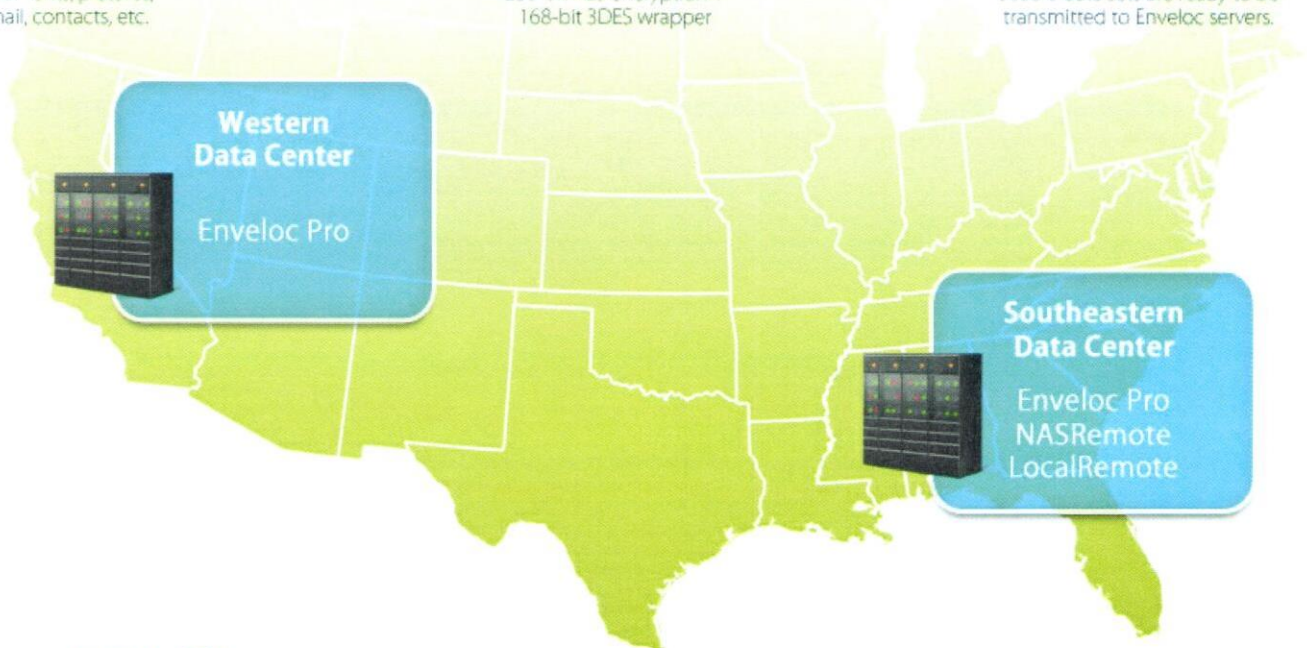 mail, contacts, etc.
168-bit 3DES wrapper
transmitted to Enveloc servers.
Western
Data Center
Enveloc Pro
Southeastern
Data Center
Enveloc Pro
NASRemote
LocalRemote